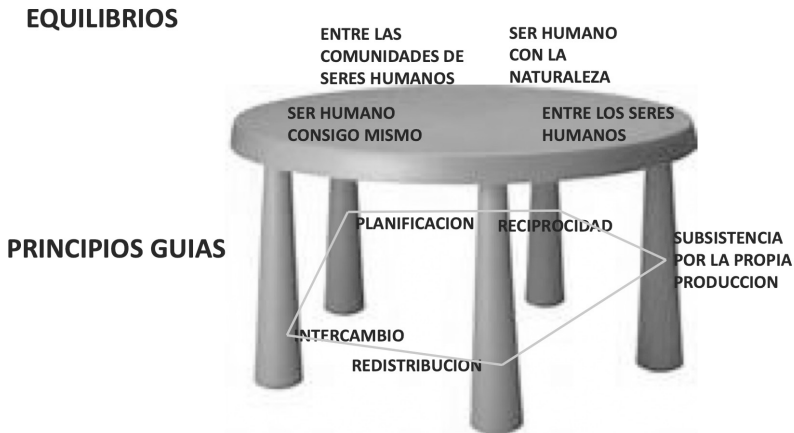 EQUILIBRIOS
ENTRE LAS
COMUNIDADES DE
SERES HUMANOS
SER HUMANO
CON LA
NATURALEZA
SER HUMANO
CONSIGO MISMO
ENTRE LOS SERES
HUMANOS
PRINCIPIOS GUIAS
PLANIFICACION
RECIPROCIDAD
SUBSISTENCIA
POR LA PROPIA
PRODUCCION
INTERCAMBIO
REDISTRIBUCION